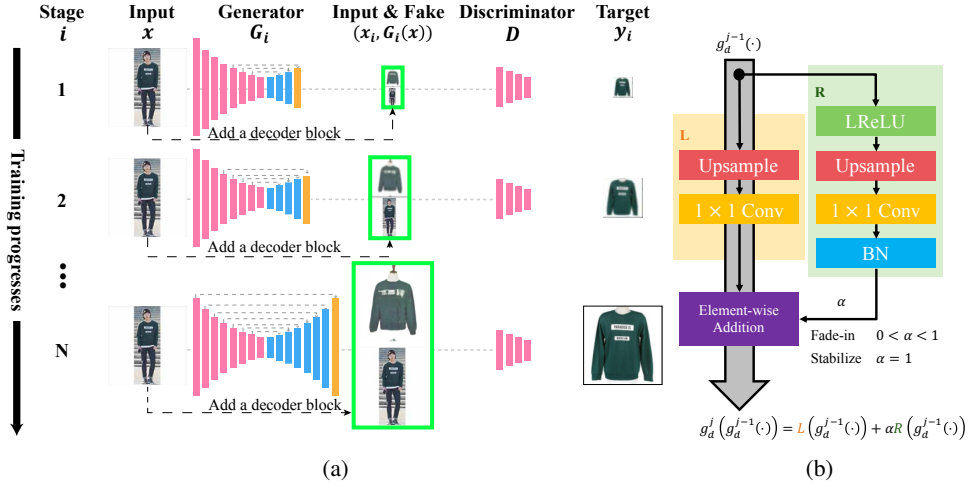 Stage Input Generator Input & Fake Discriminator Target
i x G_i (x_i, G_i(x)) D y_i
1
Add a decoder block
2
Add a decoder block
N
Add a decoder block
Training progresses
(a)
g_d^{j−1}(·)
R
LReLU
L
Upsample Upsample
1 × 1 Conv 1 × 1 Conv
BN
Element-wise
Addition
α
Fade-in 0 < α < 1
Stabilize α = 1
g_d^j (g_d^{j−1}(·)) = L (g_d^{j−1}(·)) + αR (g_d^{j−1}(·))
(b)